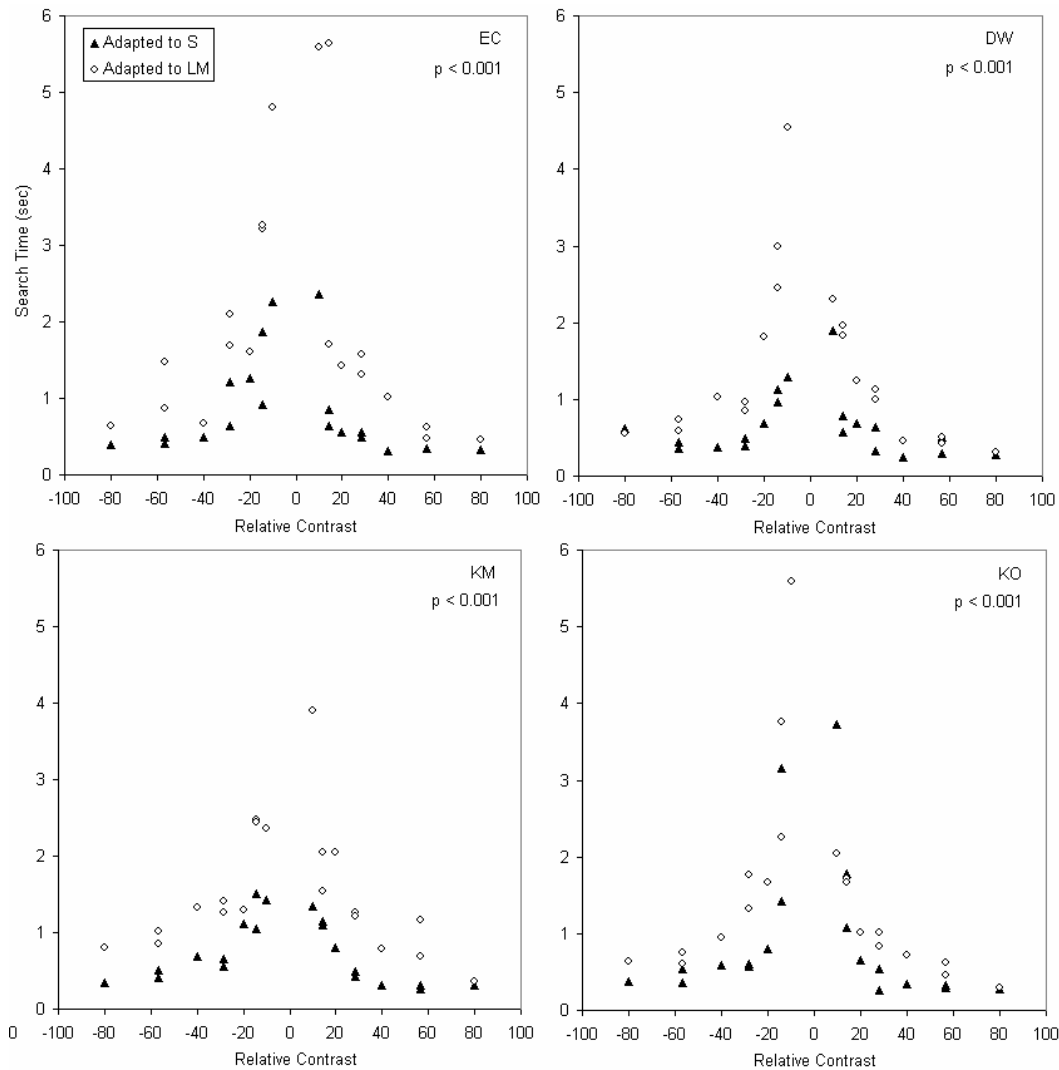 ▲ Adapted to S
○ Adapted to LM
EC
p < 0.001
6
5
4
3
2
1
0
Search Time (sec)
-100 -80 -60 -40 -20 0 20 40 60 80 100
Relative Contrast
DW
p < 0.001
6
5
4
3
2
1
0
-100 -80 -60 -40 -20 0 20 40 60 80 100
Relative Contrast
KM
p < 0.001
6
5
4
3
2
1
0
0 -100 -80 -60 -40 -20 0 20 40 60 80 100
Relative Contrast
KO
p < 0.001
6
5
4
3
2
1
0
-100 -80 -60 -40 -20 0 20 40 60 80 100
Relative Contrast